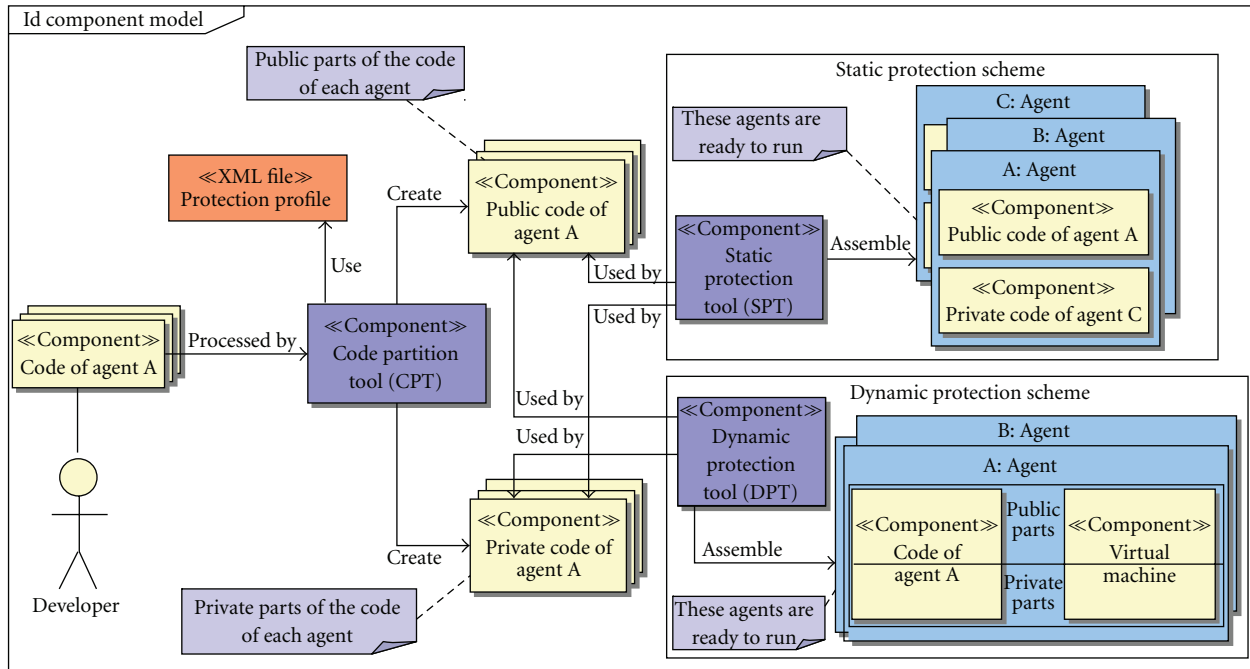 Id component model
Public parts of the code
of each agent
≪XML file≫
Protection profile
Use
≪Component≫
Code of agent A
Processed by
≪Component≫
Code partition
tool (CPT)
Developer
Create
≪Component≫
Public code of
agent A
Create
≪Component≫
Private code of
agent A
Private parts of the code
of each agent
Used by
Used by
Used by
Used by
Static protection scheme
These agents are
ready to run
≪Component≫
Static
protection
tool (SPT)
Assemble
C: Agent
B: Agent
A: Agent
≪Component≫
Public code of agent A
≪Component≫
Private code of agent C
Dynamic protection scheme
≪Component≫
Dynamic
protection
tool (DPT)
Assemble
These agents are
ready to run
B: Agent
A: Agent
≪Component≫
Code of
agent A
Public
parts
Private
parts
≪Component≫
Virtual
machine